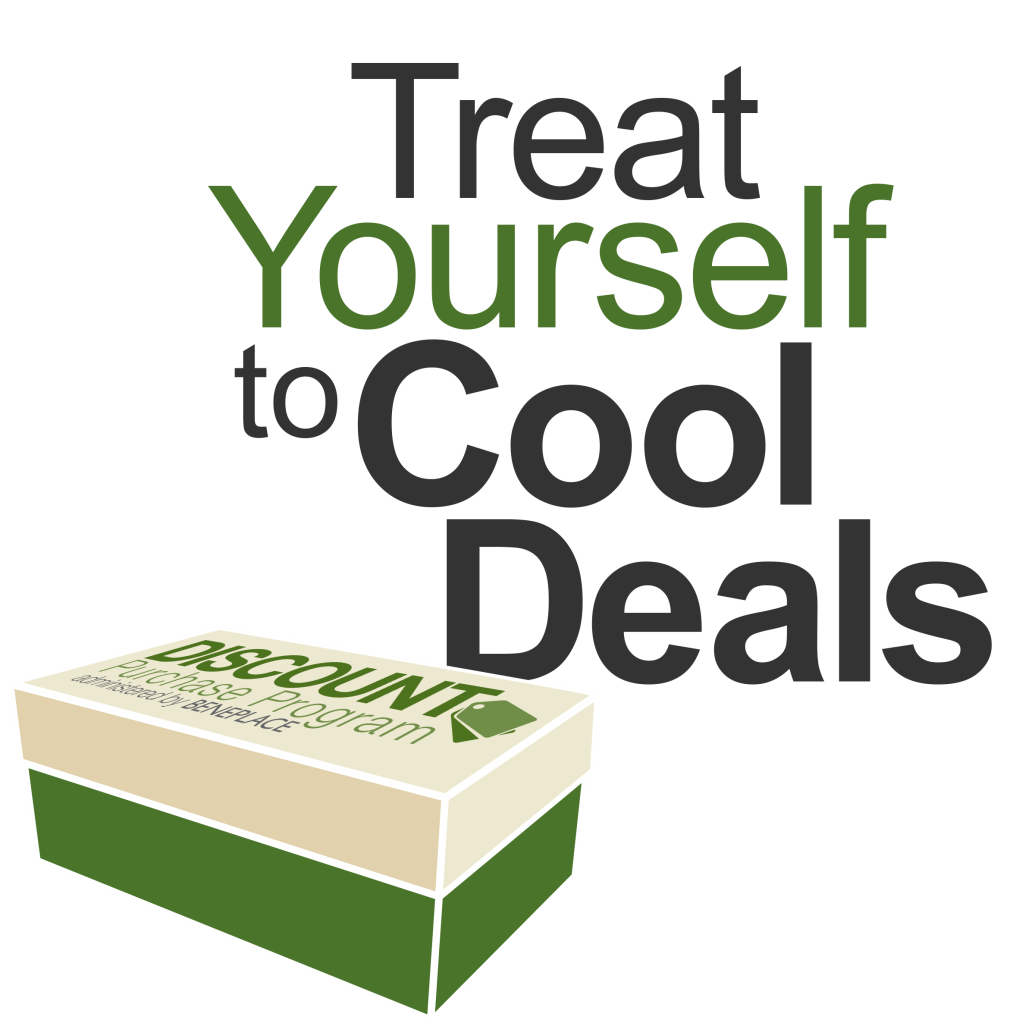 Treat
Yourself
to Cool
Deals
DISCOUNT
Purchase Program
administered by BENEPLACE